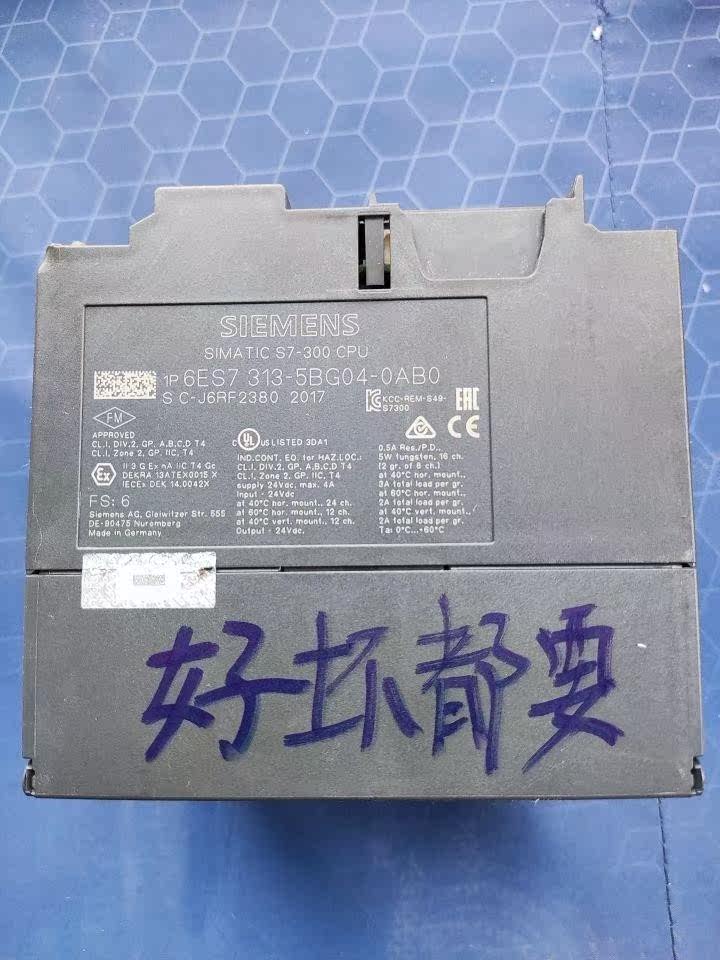 SIEMENS
SIMATIC S7-300 CPU
1P 6ES7 313-5BG04-0AB0
S C-J6RF2380 2017
KCC-REM-S49-
S7300
EAC
FM
APPROVED
CL.I, DIV.2, GP. A,B,C,D T4
CL.I, Zone 2, GP. IIC, T4
Ex
II 3 G Ex nA IIC T4 Gc
DEKRA 13ATEX0015 X
IECEx DEK 14.0042X
FS: 6
Siemens AG, Gleiwitzer Str. 555
DE-90475 Nuremberg
Made in Germany
C UL US LISTED 3DA1
IND.CONT. EQ. for HAZ.LOC.:
CL.I, DIV.2, GP. A,B,C,D T4
CL.I, Zone 2, GP. IIC, T4
supply 24Vdc, max. 4A
Input - 24Vdc
at 40°C hor. mount., 24 ch.
at 60°C hor. mount., 12 ch.
at 40°C vert. mount., 12 ch.
Output - 24Vdc,
CE
0.5A Res./P.D.,
5W tungsten, 16 ch.
(2 gr. of 8 ch.)
at 40°C hor. mount.,
3A total load per gr.
at 60°C hor. mount.,
2A total load per gr.
at 40°C vert. mount.,
2A total load per gr.
Ta: 0°C...+60°C
好坏都要